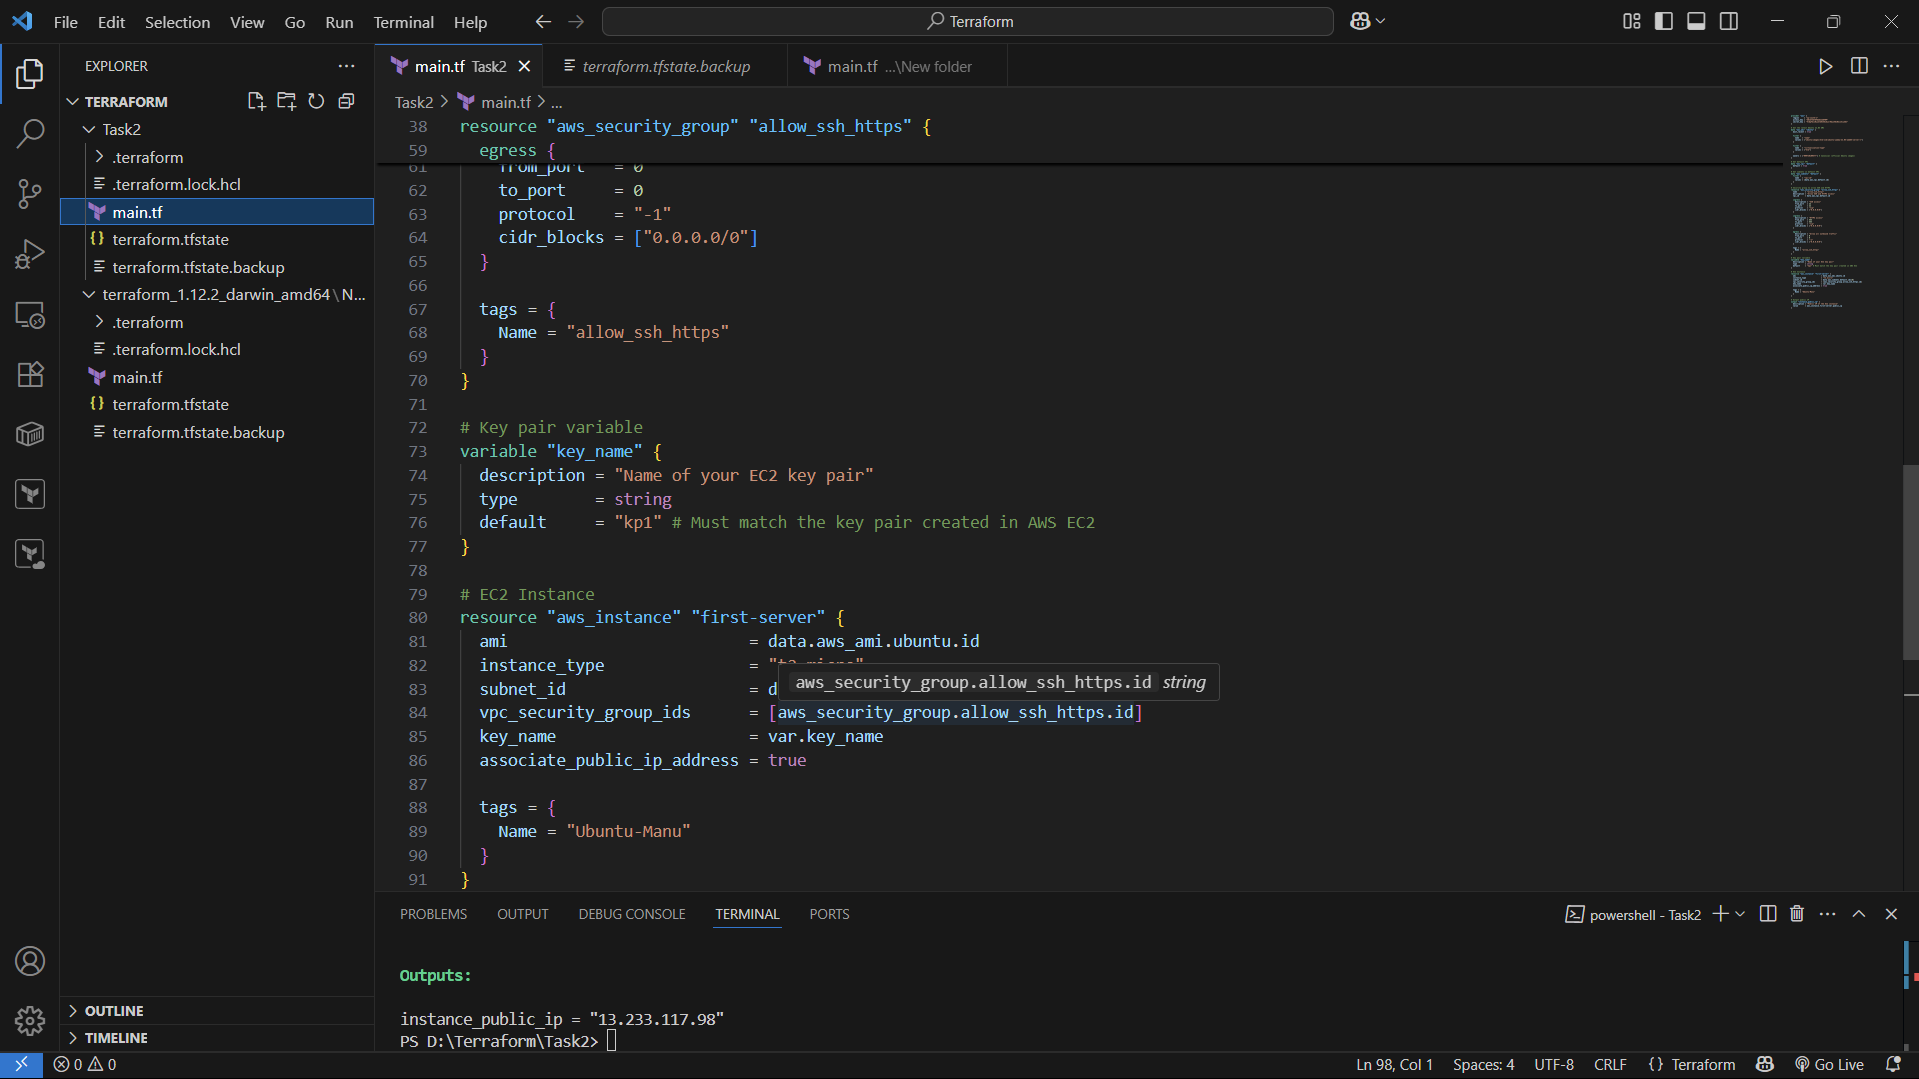 File Edit Selection View Go Run Terminal Help
Terraform
EXPLORER
TERRAFORM
Task2
.terraform
.terraform.lock.hcl
main.tf
terraform.tfstate
terraform.tfstate.backup
terraform_1.12.2_darwin_amd64\N...
.terraform
.terraform.lock.hcl
main.tf
terraform.tfstate
terraform.tfstate.backup
OUTLINE
TIMELINE
main.tf Task2
terraform.tfstate.backup
main.tf ...\New folder
Task2 > main.tf > ...
38 resource "aws_security_group" "allow_ssh_https" {
59 egress {
61 from_port = 0
62 to_port = 0
63 protocol = "-1"
64 cidr_blocks = ["0.0.0.0/0"]
65 }
66
67 tags = {
68 Name = "allow_ssh_https"
69 }
70 }
71
72 # Key pair variable
73 variable "key_name" {
74 description = "Name of your EC2 key pair"
75 type = string
76 default = "kp1" # Must match the key pair created in AWS EC2
77 }
78
79 # EC2 Instance
80 resource "aws_instance" "first-server" {
81 ami = data.aws_ami.ubuntu.id
82 instance_type = "t2.micro"
aws_security_group.allow_ssh_https.id string
83 subnet_id = d
84 vpc_security_group_ids = [aws_security_group.allow_ssh_https.id]
85 key_name = var.key_name
86 associate_public_ip_address = true
87
88 tags = {
89 Name = "Ubuntu-Manu"
90 }
91 }
PROBLEMS OUTPUT DEBUG CONSOLE TERMINAL PORTS
powershell - Task2
Outputs:
instance_public_ip = "13.233.117.98"
PS D:\Terraform\Task2>
0 0
Ln 98, Col 1 Spaces: 4 UTF-8 CRLF {} Terraform Go Live